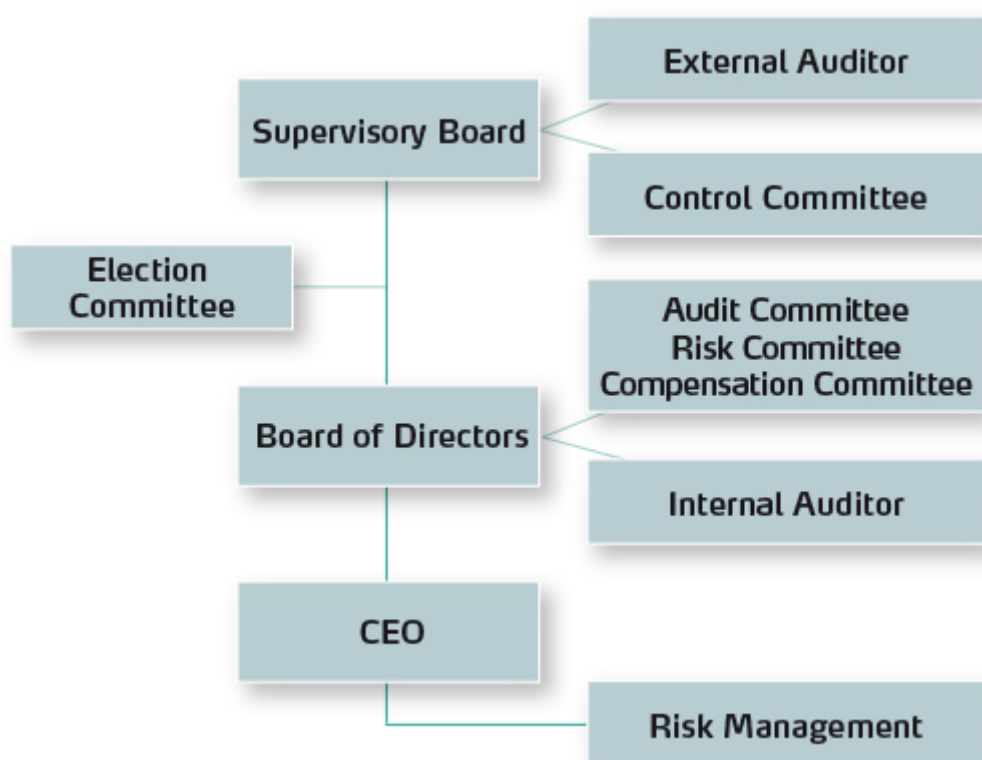 External Auditor
Supervisory Board
Control Committee
Election
Committee
Audit Committee
Risk Committee
Compensation Committee
Board of Directors
Internal Auditor
CEO
Risk Management